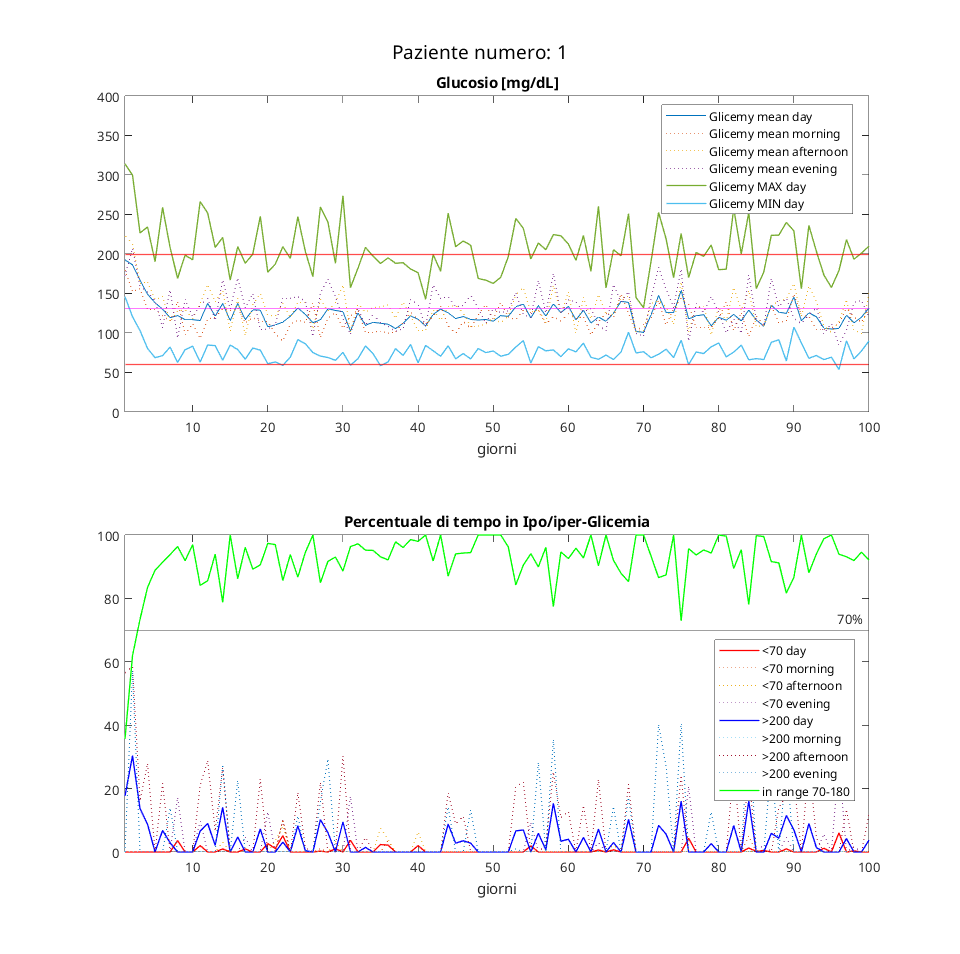 Paziente numero: 1
Glucosio [mg/dL]
400
350
300
250
200
150
100
50
0
Glicemy mean day
Glicemy mean morning
Glicemy mean afternoon
Glicemy mean evening
Glicemy MAX day
Glicemy MIN day
10 20 30 40 50 60 70 80 90 100
giorni
Percentuale di tempo in Ipo/iper-Glicemia
100
80
60
40
20
0
70%
<70 day
<70 morning
<70 afternoon
<70 evening
>200 day
>200 morning
>200 afternoon
>200 evening
in range 70-180
10 20 30 40 50 60 70 80 90 100
giorni